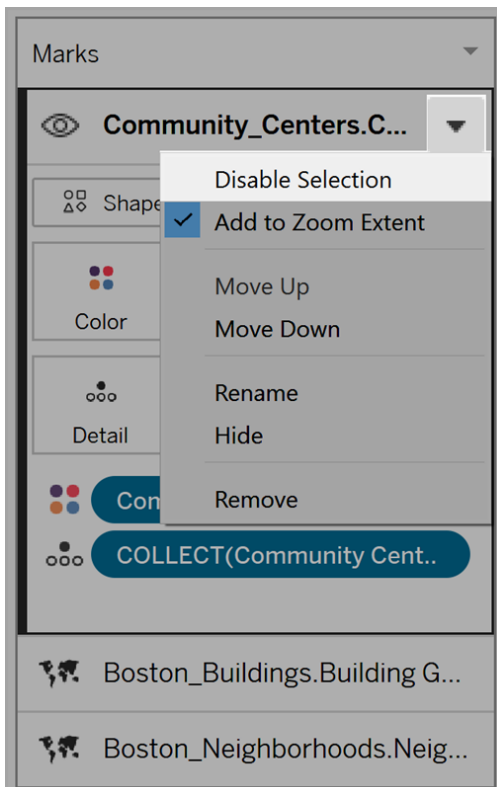 Marks
Community_Centers.C...
Disable Selection
Shape
Add to Zoom Extent
Color
Move Up
Move Down
Detail
Rename
Hide
Remove
Con
COLLECT(Community Cent..
Boston_Buildings.Building G...
Boston_Neighborhoods.Neig...